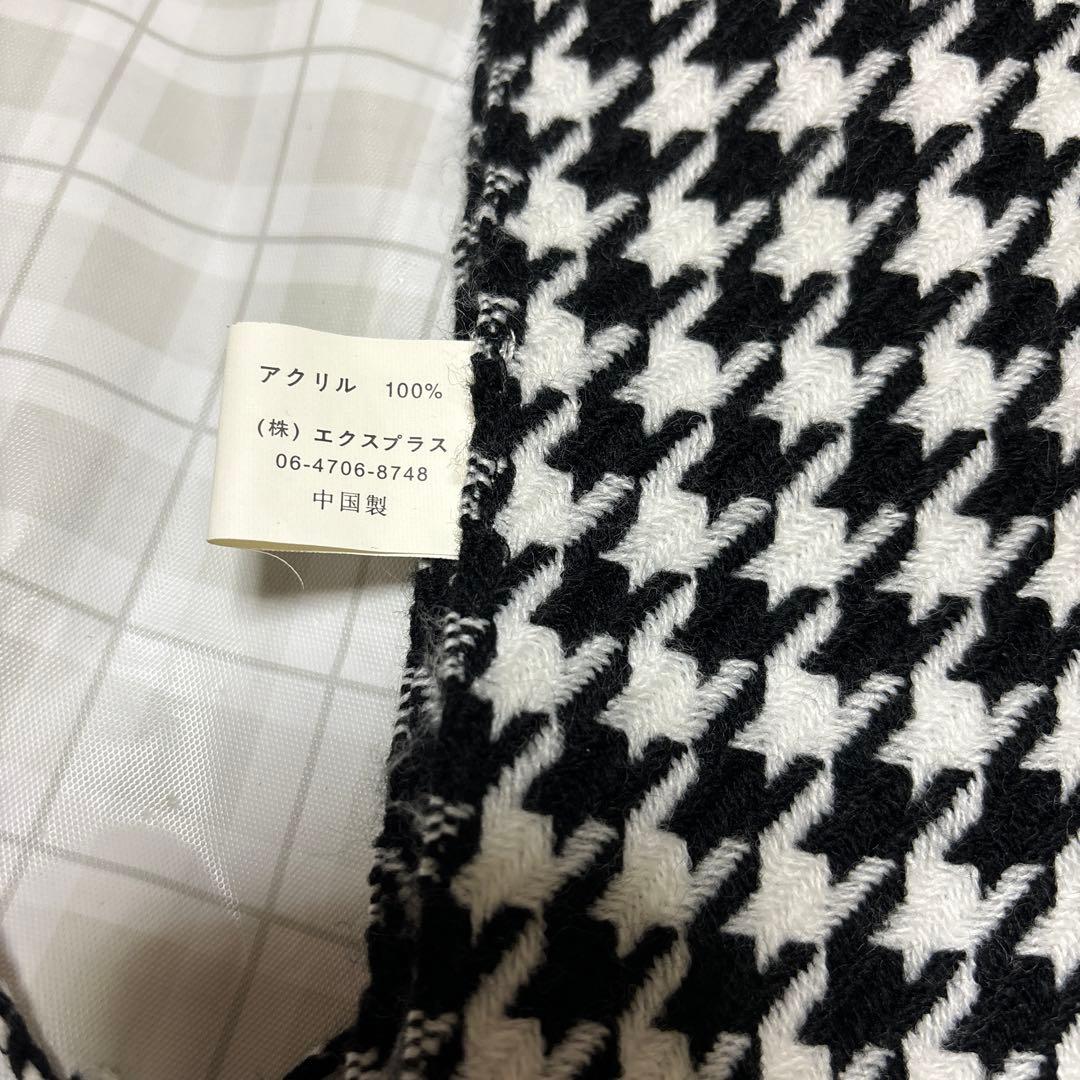 アクリル 100%
(株) エクスプラス
06-4706-8748
中国製